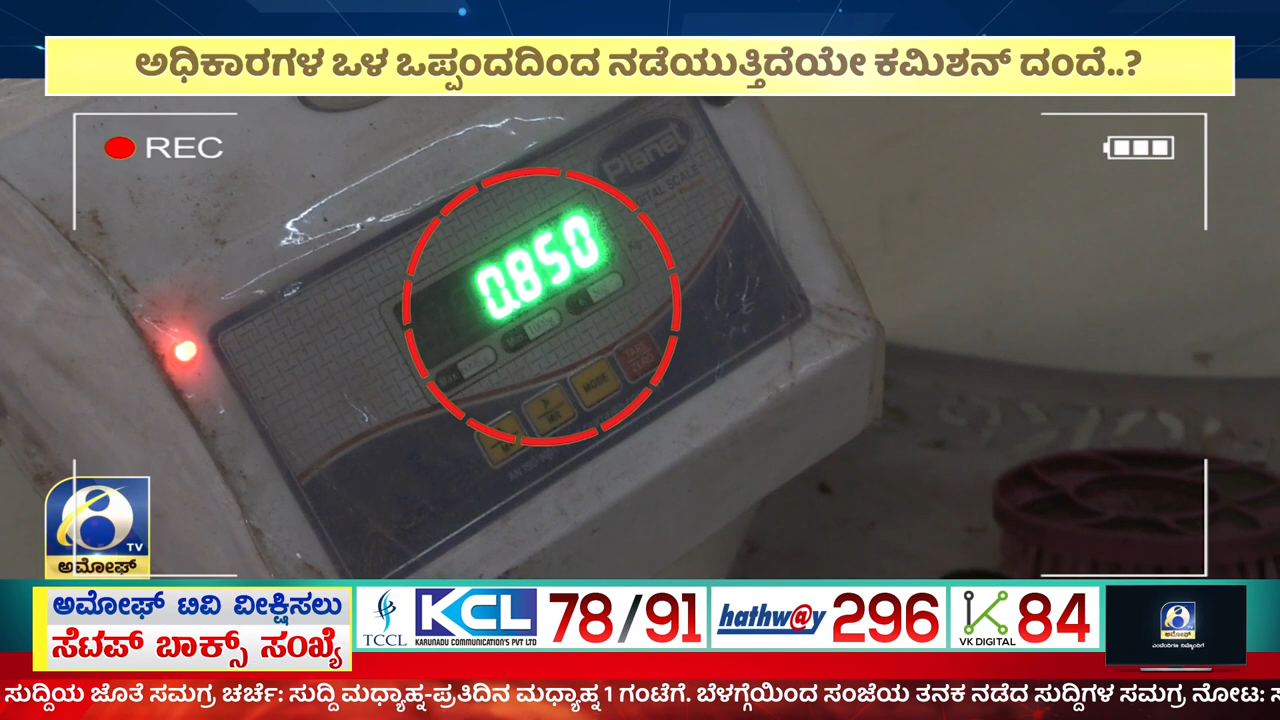 ಅಧಿಕಾರಗಳ ಒಳ ಒಪ್ಪಂದದಿಂದ ನಡೆಯುತ್ತಿದೆಯೇ ಕಮಿಶನ್ ದಂದೆ..?
REC
Planet
0.850
MODE
8
TV
ಅಮೋಘ್
ಅಮೋಘ್ ಟಿವಿ ವೀಕ್ಷಿಸಲು
ಸೆಟಪ್ ಬಾಕ್ಸ್ ಸಂಖ್ಯೆ
TCCL
KCL
KARUNADU COMMUNICATION'S PVT LTD
78/91
hathw@y
296
VK DIGITAL
84
ಸುದ್ದಿಯ ಜೊತೆ ಸಮಗ್ರ ಚರ್ಚೆ: ಸುದ್ದಿ ಮಧ್ಯಾಹ್ನ-ಪ್ರತಿದಿನ ಮಧ್ಯಾಹ್ನ 1 ಗಂಟೆಗೆ. ಬೆಳಗ್ಗೆಯಿಂದ ಸಂಜೆಯ ತನಕ ನಡೆದ ಸುದ್ದಿಗಳ ಸಮಗ್ರ ನೋಟ: